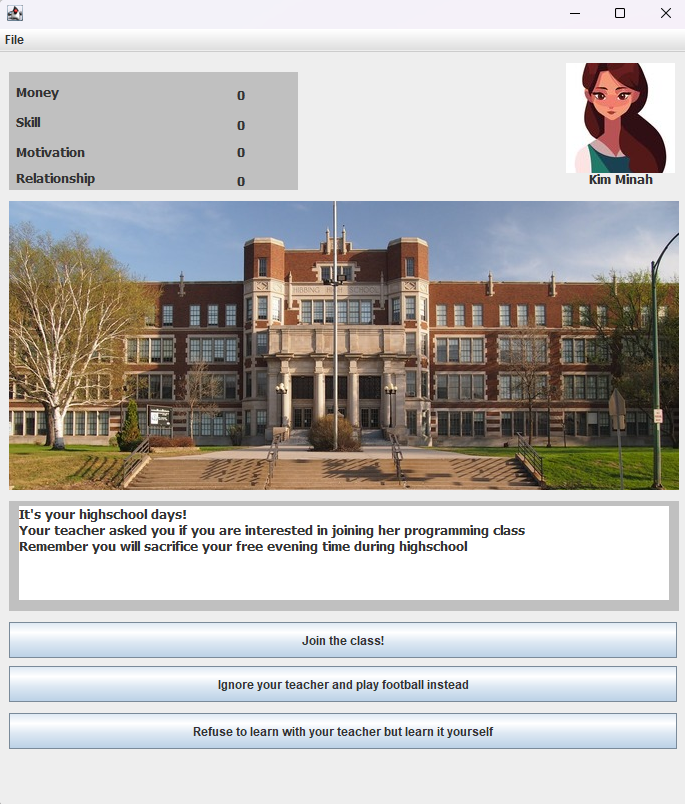 File
Money 0
Skill 0
Motivation 0
Relationship 0
Kim Minah
HIBBING HIGH SCHOOL
It's your highschool days!
Your teacher asked you if you are interested in joining her programming class
Remember you will sacrifice your free evening time during highschool
Join the class!
Ignore your teacher and play football instead
Refuse to learn with your teacher but learn it yourself